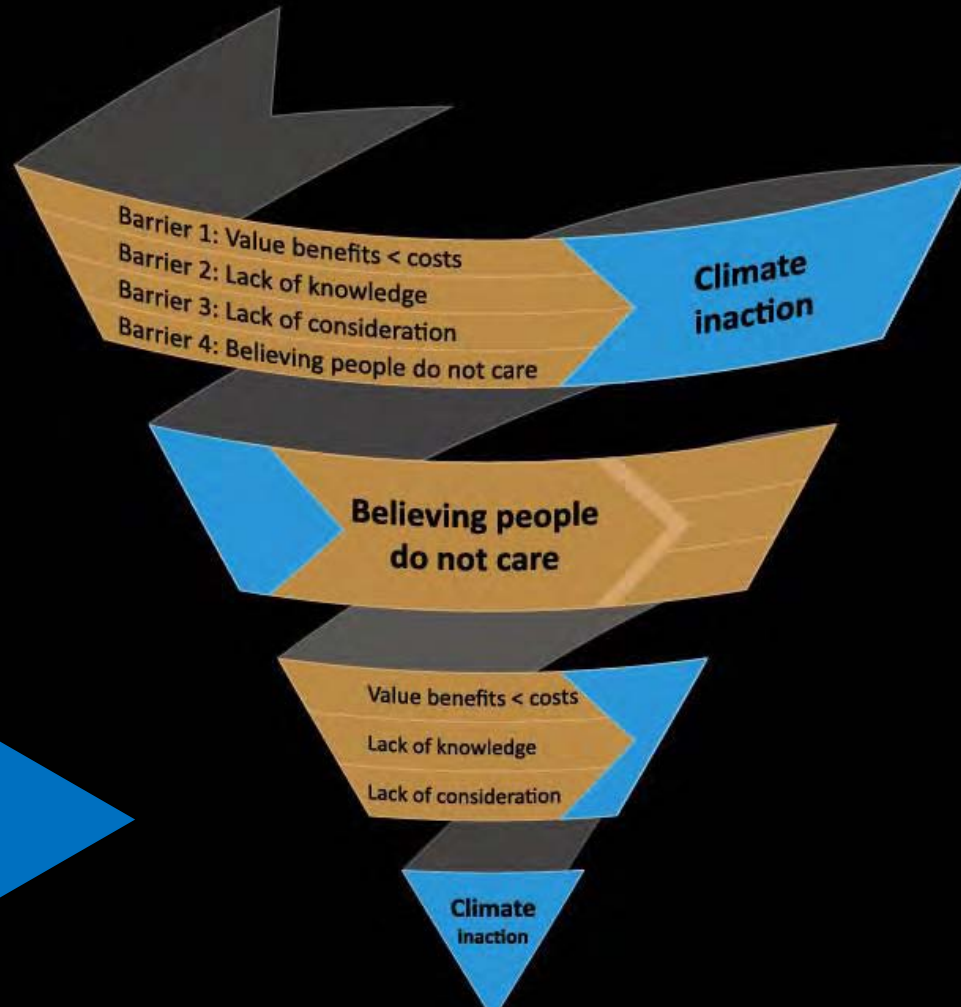 Barrier 1: Value benefits < costs
Barrier 2: Lack of knowledge
Barrier 3: Lack of consideration
Barrier 4: Believing people do not care
Climate
inaction
Believing people
do not care
Value benefits < costs
Lack of knowledge
Lack of consideration
Climate
inaction